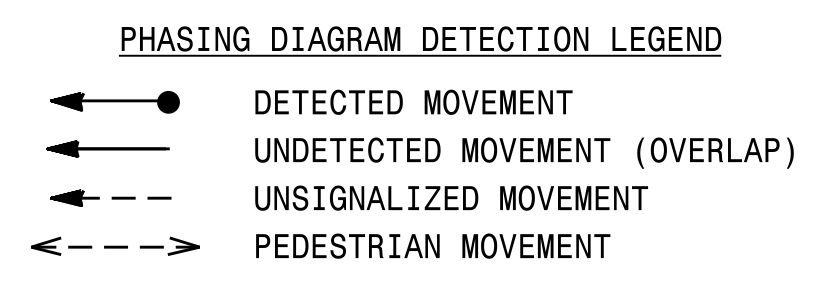 PHASING DIAGRAM DETECTION LEGEND
DETECTED MOVEMENT
UNDETECTED MOVEMENT (OVERLAP)
UNSIGNALIZED MOVEMENT
PEDESTRIAN MOVEMENT